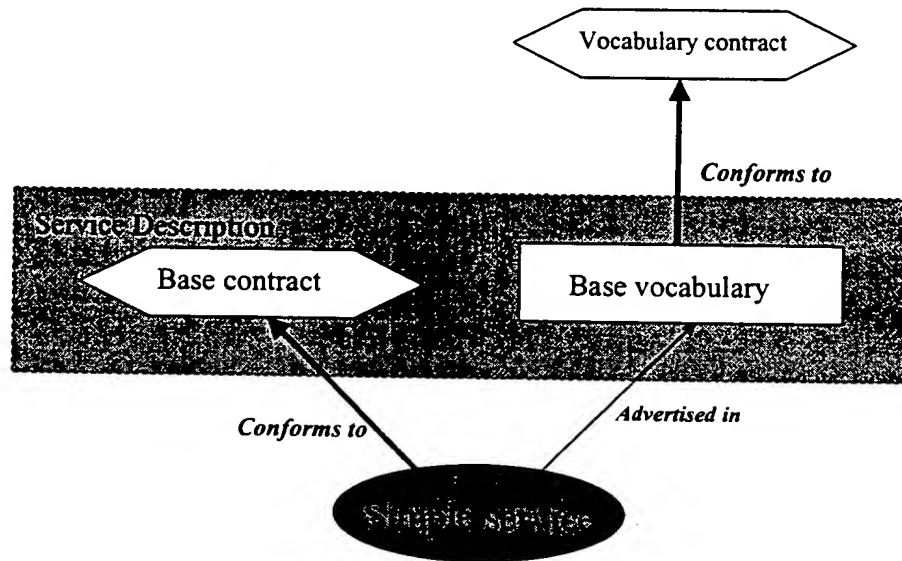 Vocabulary contract
Conforms to
Service Description
Base contract
Base vocabulary
Conforms to
Advertised in
Simple service